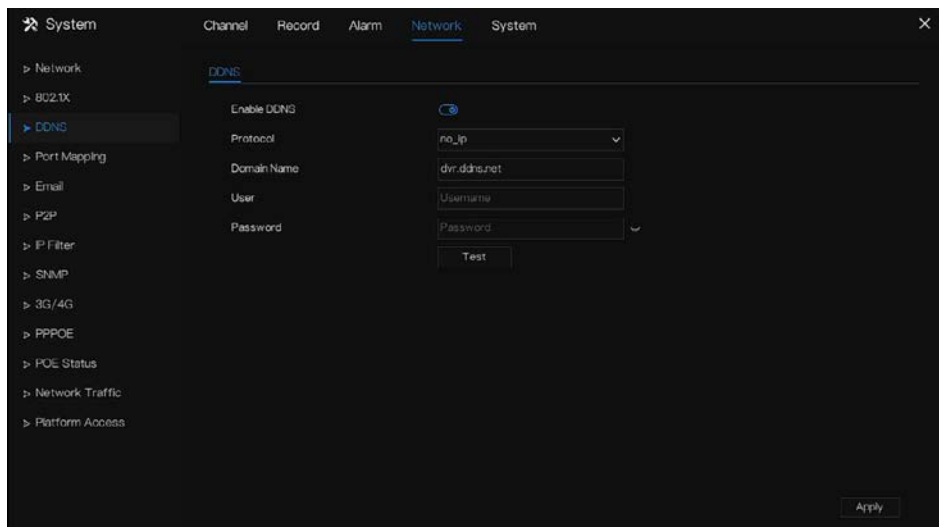 System
Channel Record Alarm Network System
Network
802.1X
DDNS
Port Mapping
Email
P2P
IP Filter
SNMP
3G/4G
PPPOE
POE Status
Network Traffic
Platform Access
DDNS
Enable DDNS
Protocol no_ip
Domain Name dvr.ddns.net
User Username
Password Password
Test
Apply